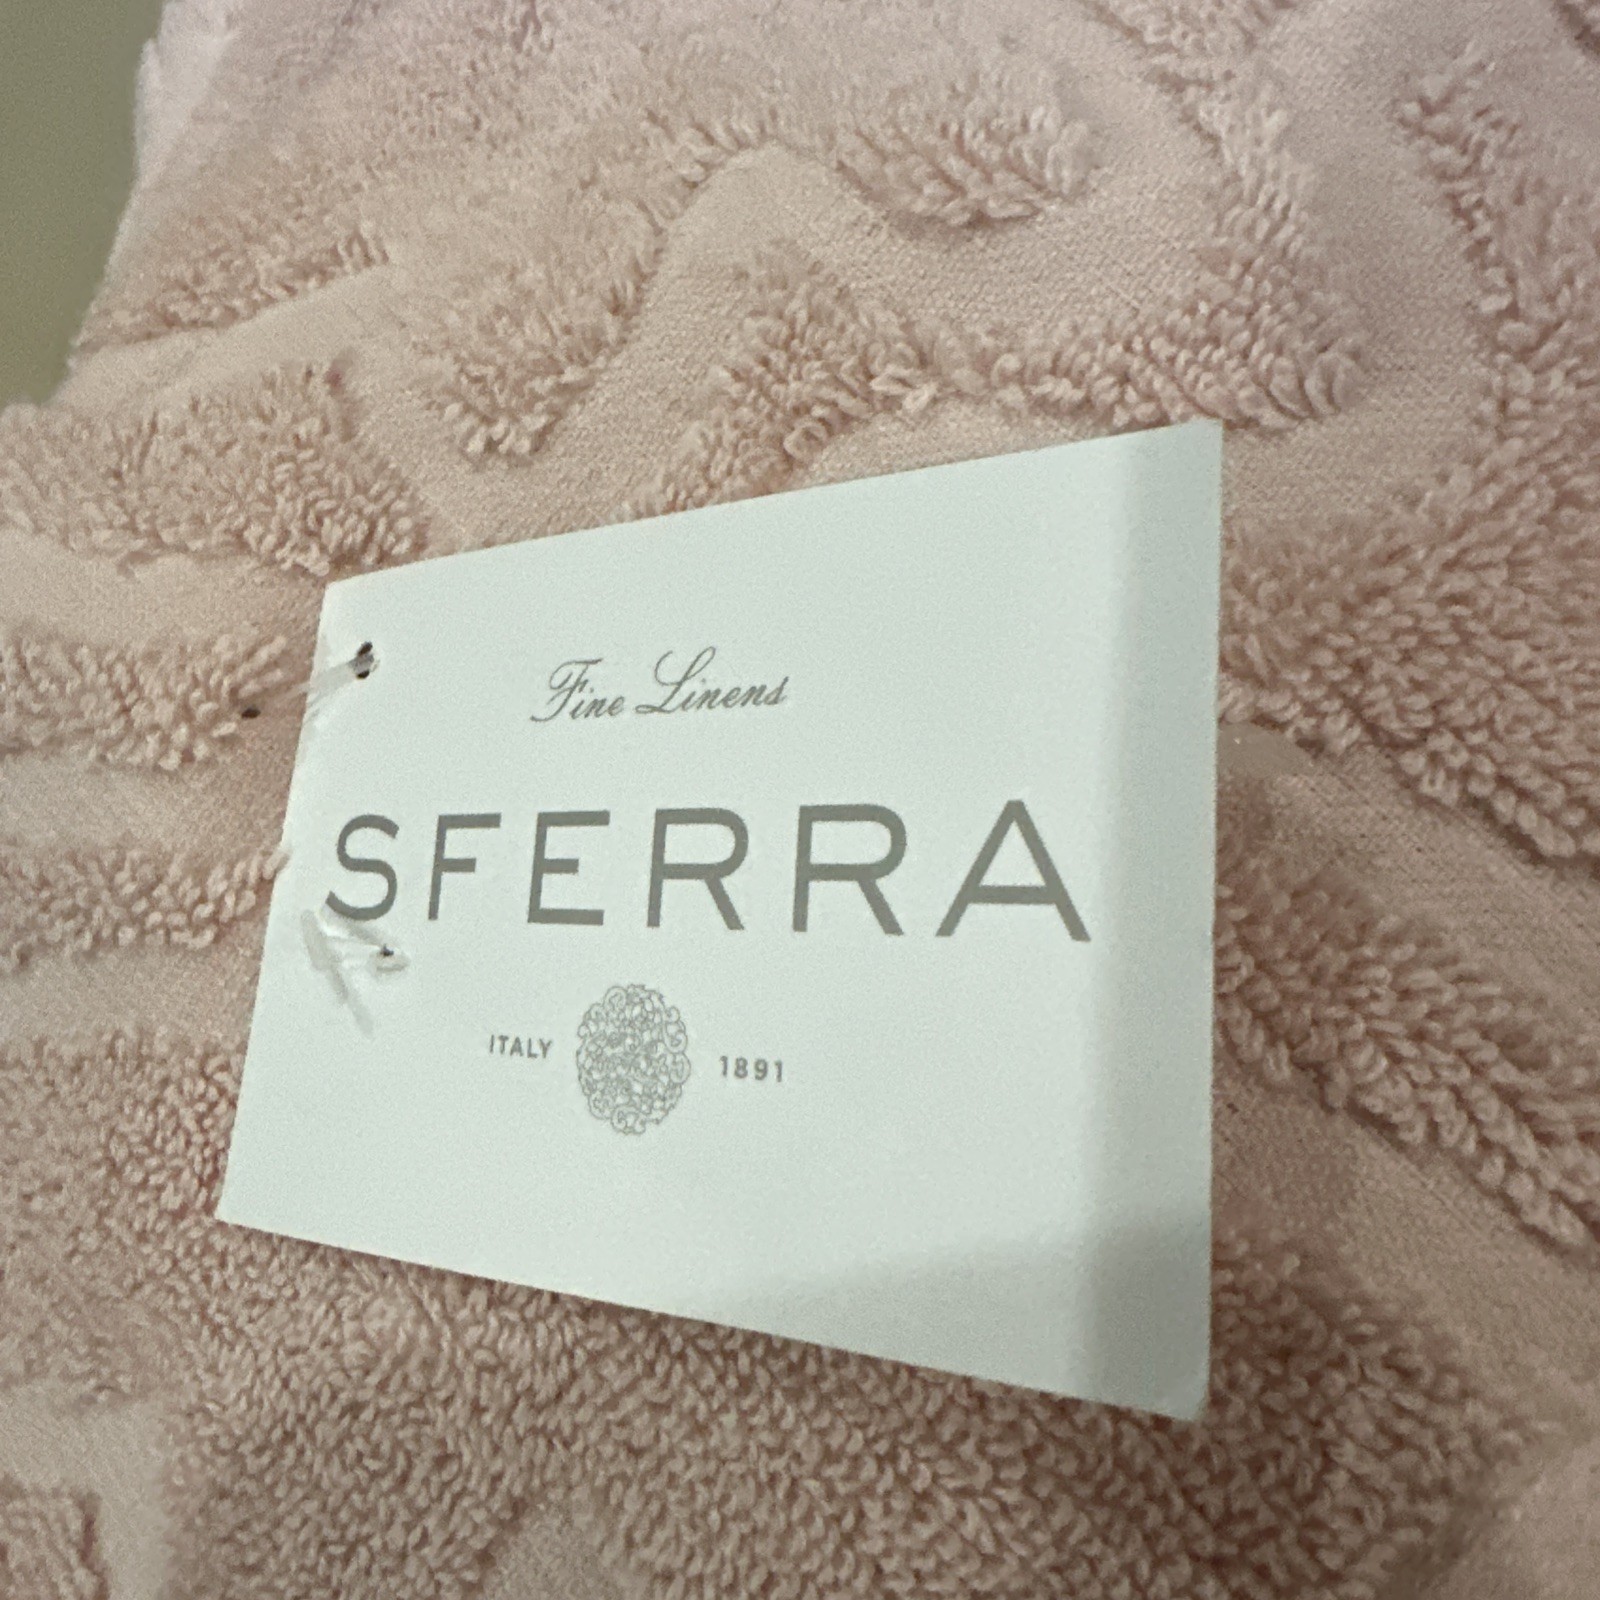 Fine Linens
SFERRA
ITALY 1891